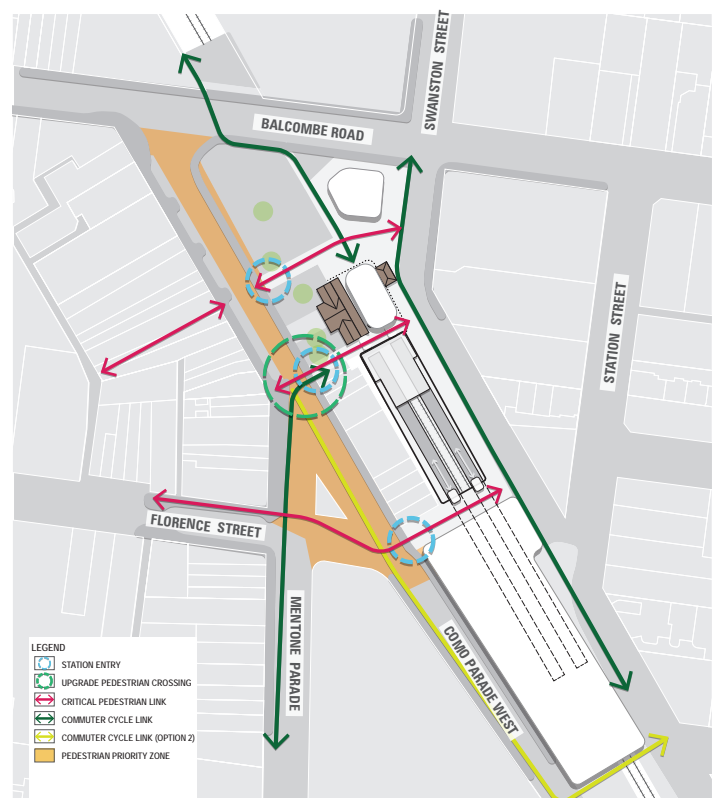 SWANSTON STREET
BALCOMBE ROAD
STATION STREET
FLORENCE STREET
MENTONE PARADE
COMO PARADE WEST
LEGEND
STATION ENTRY
UPGRADE PEDESTRIAN CROSSING
CRITICAL PEDESTRIAN LINK
COMMUTER CYCLE LINK
COMMUTER CYCLE LINK (OPTION 2)
PEDESTRIAN PRIORITY ZONE